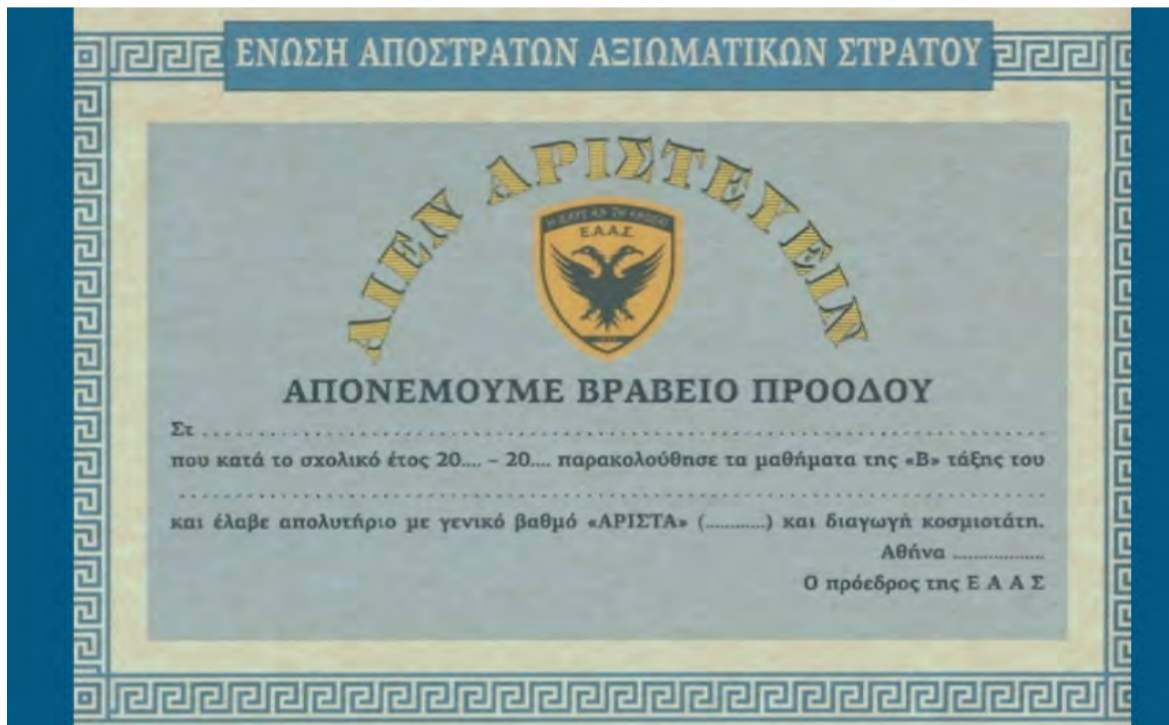 ΕΝΩΣΗ ΑΠΟΣΤΡΑΤΩΝ ΑΞΙΩΜΑΤΙΚΩΝ ΣΤΡΑΤΟΥ
ΑΙΕΝ ΑΡΙΣΤΕΥΕΙΝ
Ε.Α.Α.Σ.
ΑΠΟΝΕΜΟΥΜΕ ΒΡΑΒΕΙΟ ΠΡΟΟΔΟΥ
Στ ..........................................................................................
που κατά το σχολικό έτος 20.... – 20.... παρακολούθησε τα μαθήματα της «Β» τάξης του
..........................................................................................
και έλαβε απολυτήριο με γενικό βαθμό «ΑΡΙΣΤΑ» (...........) και διαγωγή κοσμιοτάτη.
Αθήνα ..................
Ο πρόεδρος της Ε Α Α Σ